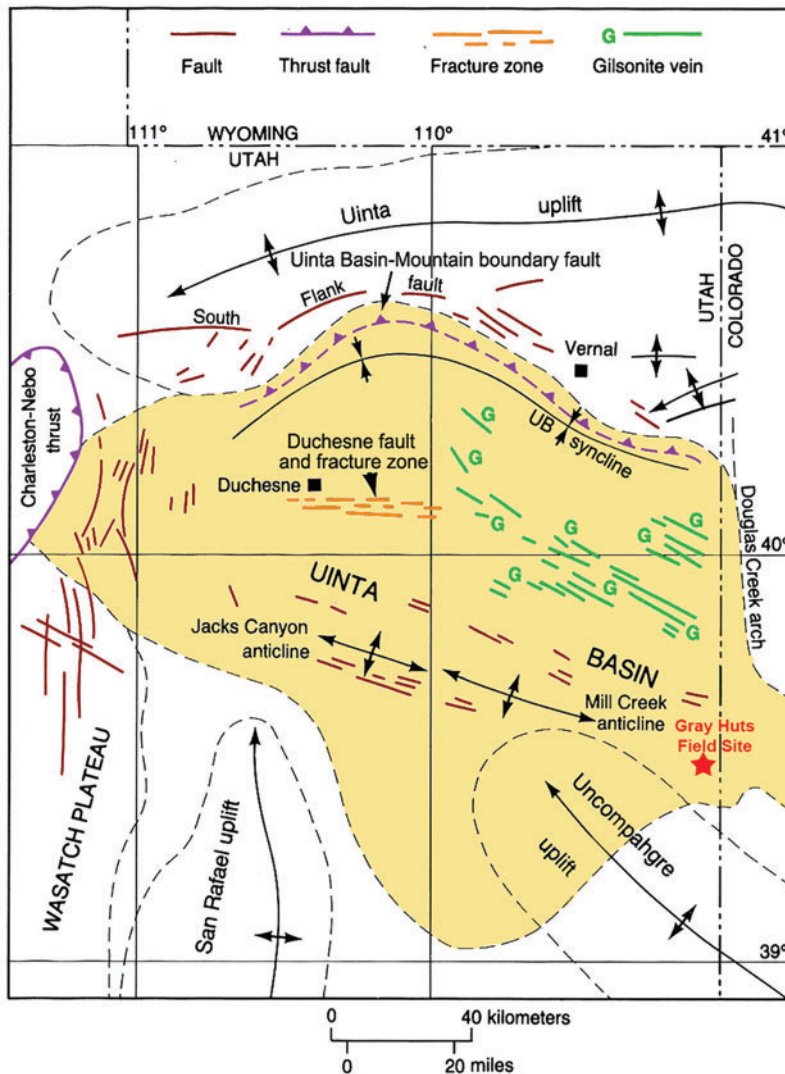 G
Fault
Thrust fault
Fracture zone
Gilsonite vein
111°
WYOMING
110°
41°
UTAH
Uinta
uplift
Uinta Basin-Mountain boundary fault
UTAH
COLORADO
Flank
fault
South
Vernal
Charleston-Nebo
thrust
G
UB
syncline
Duchesne fault
and fracture zone
G
Duchesne
Douglas Creek arch
G
G
G
40°
G
UINTA
G
G
Jacks Canyon
anticline
BASIN
Mill Creek
anticline
Gray Huts
Field Site
WASATCH PLATEAU
San Rafael uplift
Uncompahgre
uplift
39°
0
40 kilometers
0
20 miles